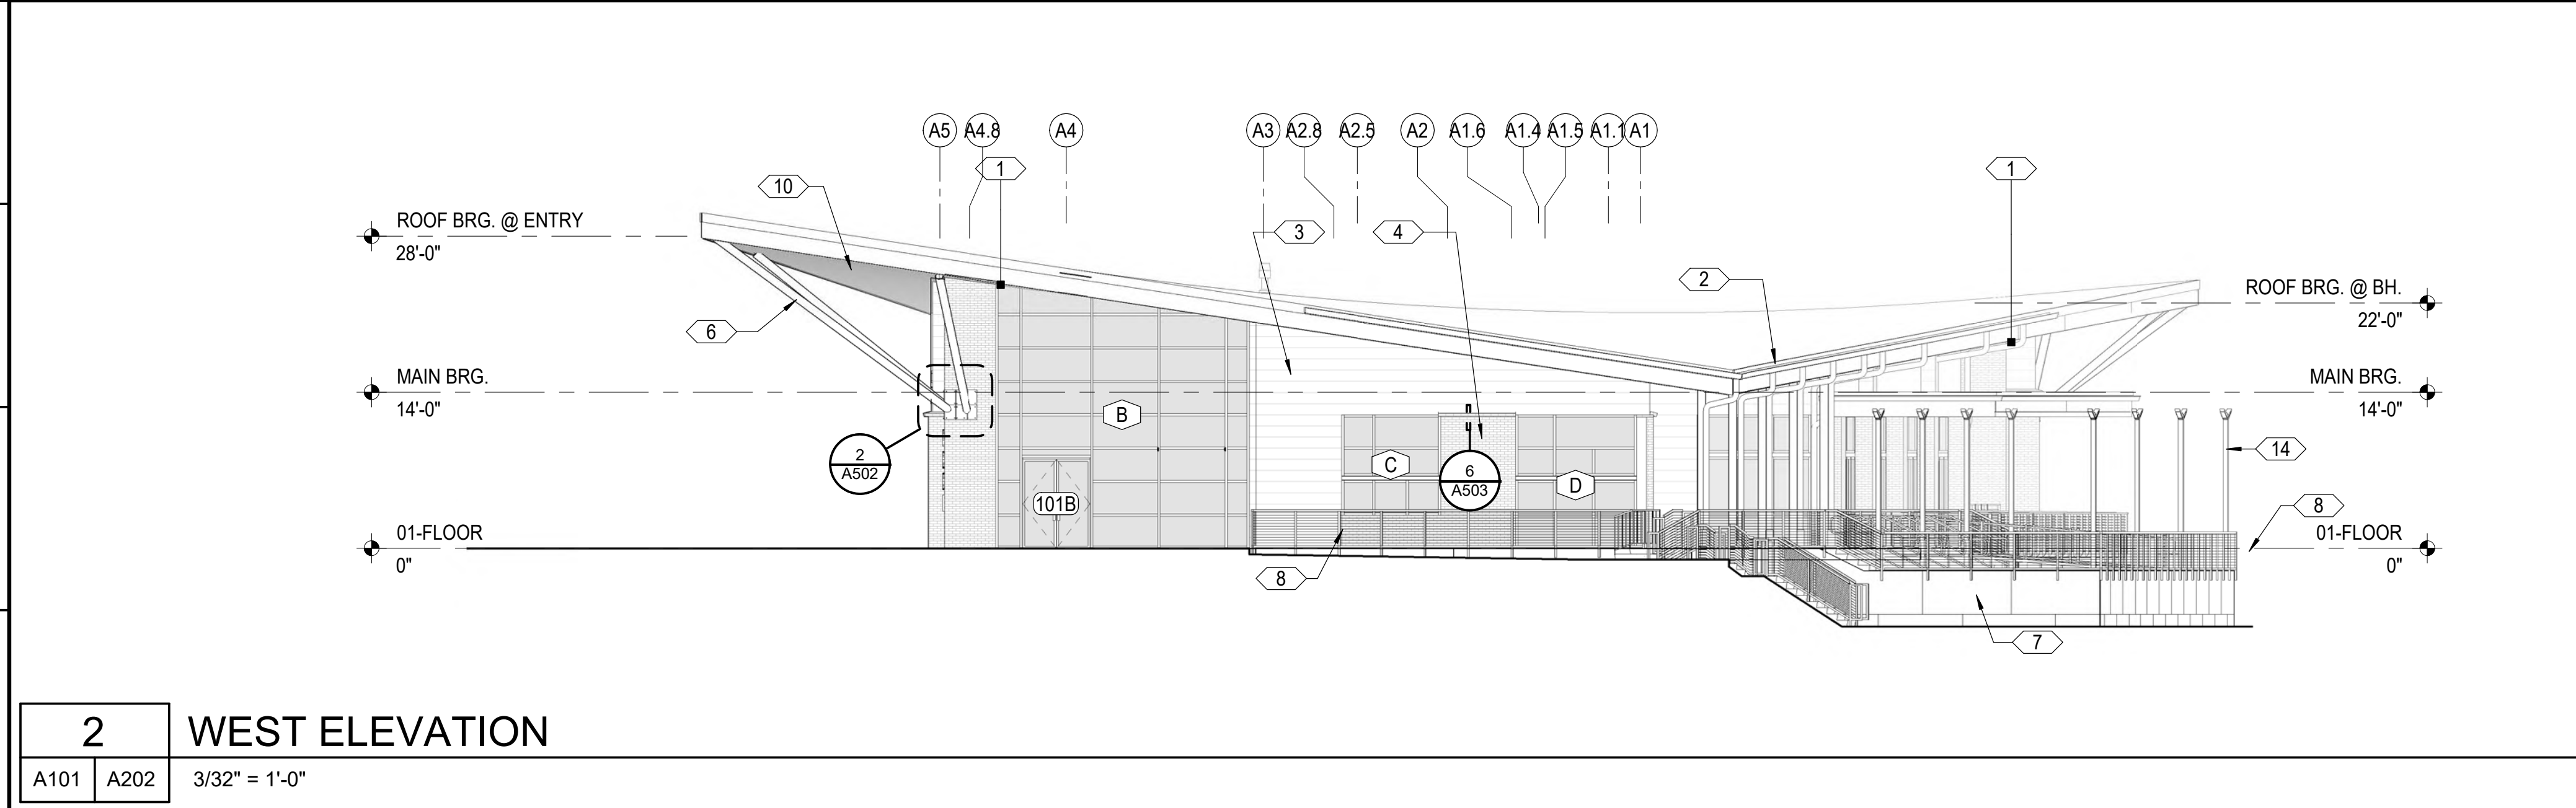 A5 A4.8 A4 A3 A2.8 A2.5 A2 A1.6 A1.4 A1.5 A1.1 A1
1 1
10
ROOF BRG. @ ENTRY
28'-0"
3 4
2
ROOF BRG. @ BH.
22'-0"
6
MAIN BRG.
14'-0"
MAIN BRG.
14'-0"
B
2
A502
C
6
A503
D
14
101B
8
01-FLOOR
0"
01-FLOOR
0"
8
7
2 WEST ELEVATION
A101 A202 3/32" = 1'-0"